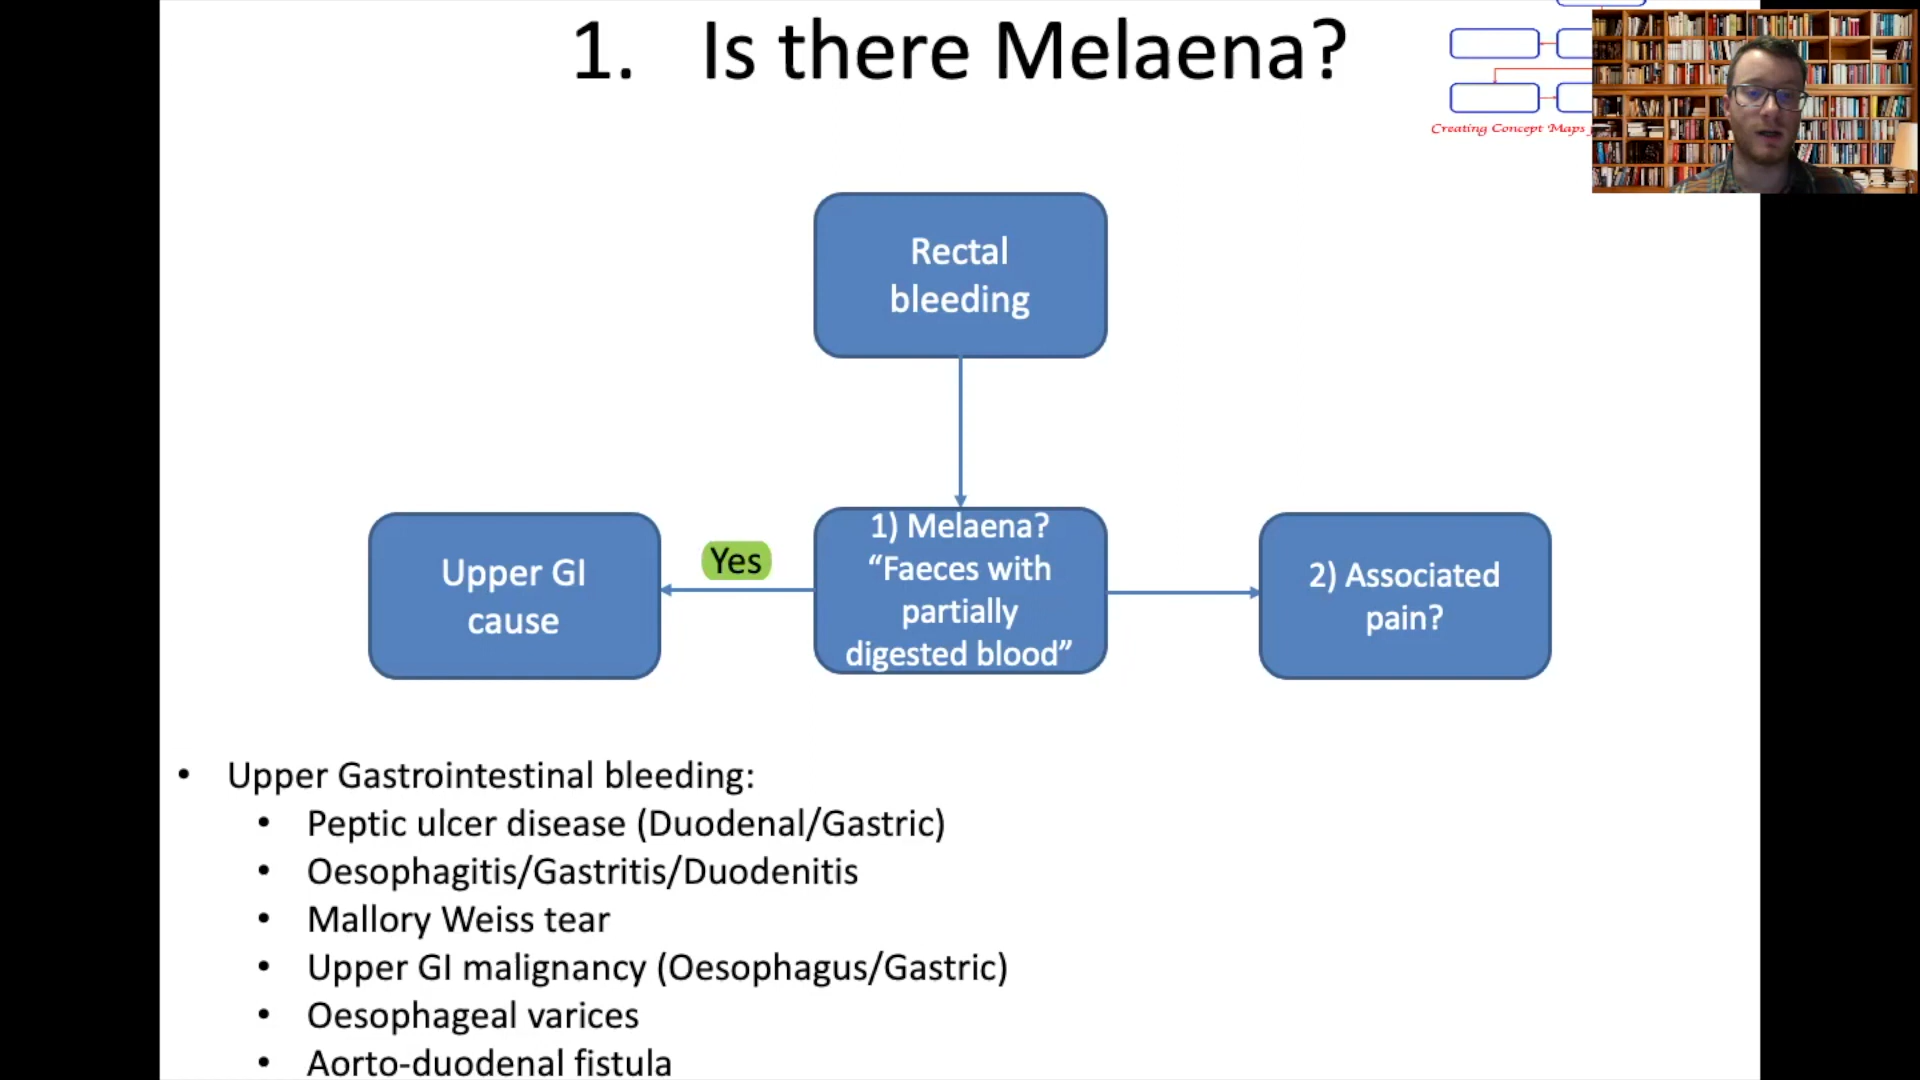 1. Is there Melaena?
Creating Concept Maps
Rectal
bleeding
Upper GI
cause
Yes
1) Melaena?
“Faeces with
partially
digested blood”
2) Associated
pain?
• Upper Gastrointestinal bleeding:
• Peptic ulcer disease (Duodenal/Gastric)
• Oesophagitis/Gastritis/Duodenitis
• Mallory Weiss tear
• Upper GI malignancy (Oesophagus/Gastric)
• Oesophageal varices
• Aorto-duodenal fistula